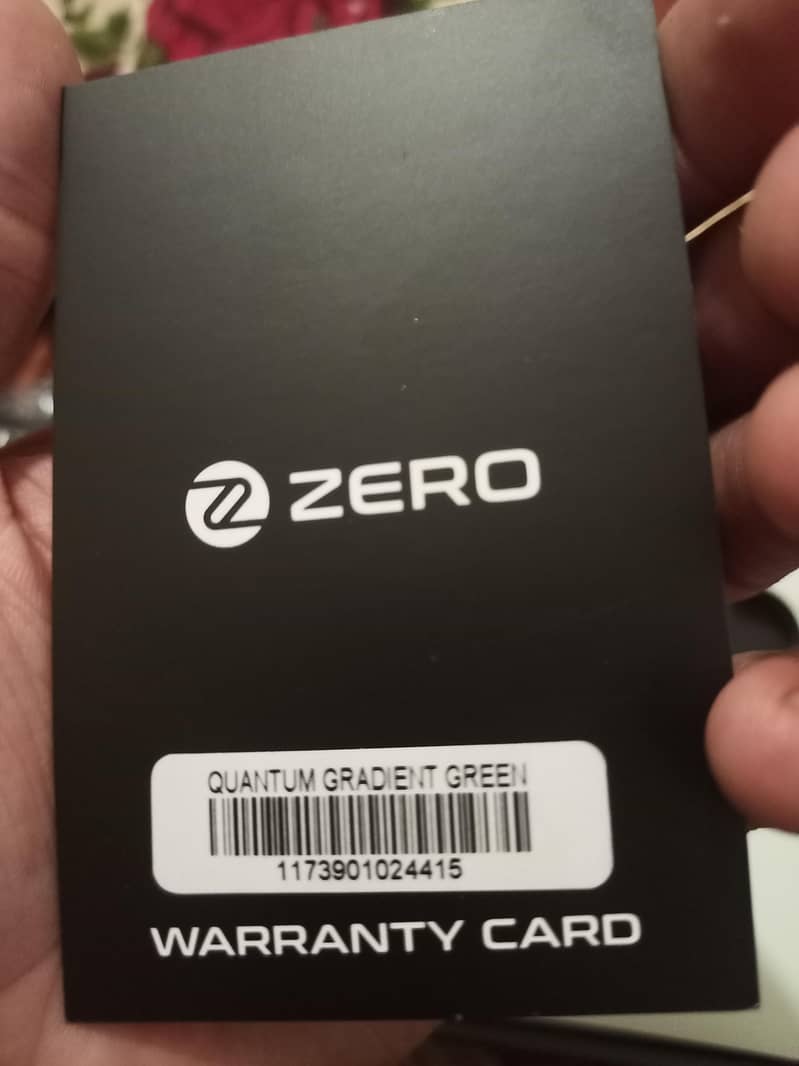 ZERO
QUANTUM GRADIENT GREEN
1173901024415
WARRANTY CARD